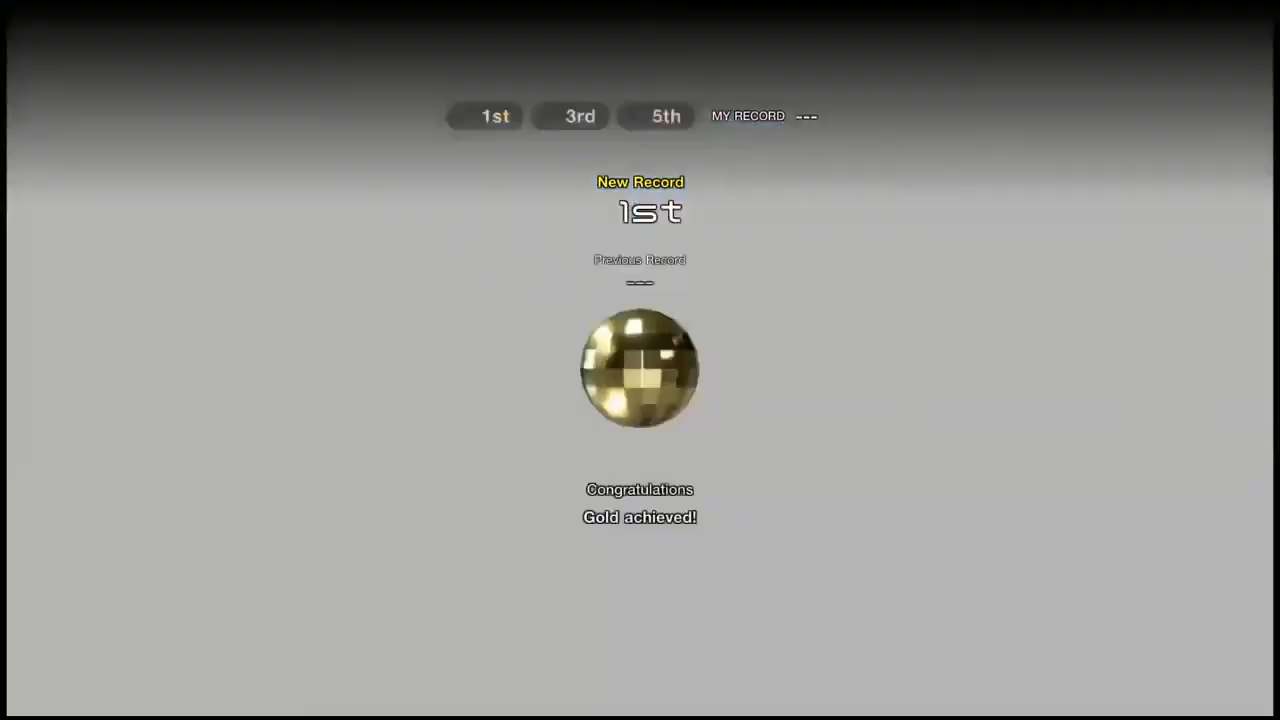 1st 3rd 5th MY RECORD ---
New Record
1st
Previous Record
---
Congratulations
Gold achieved!